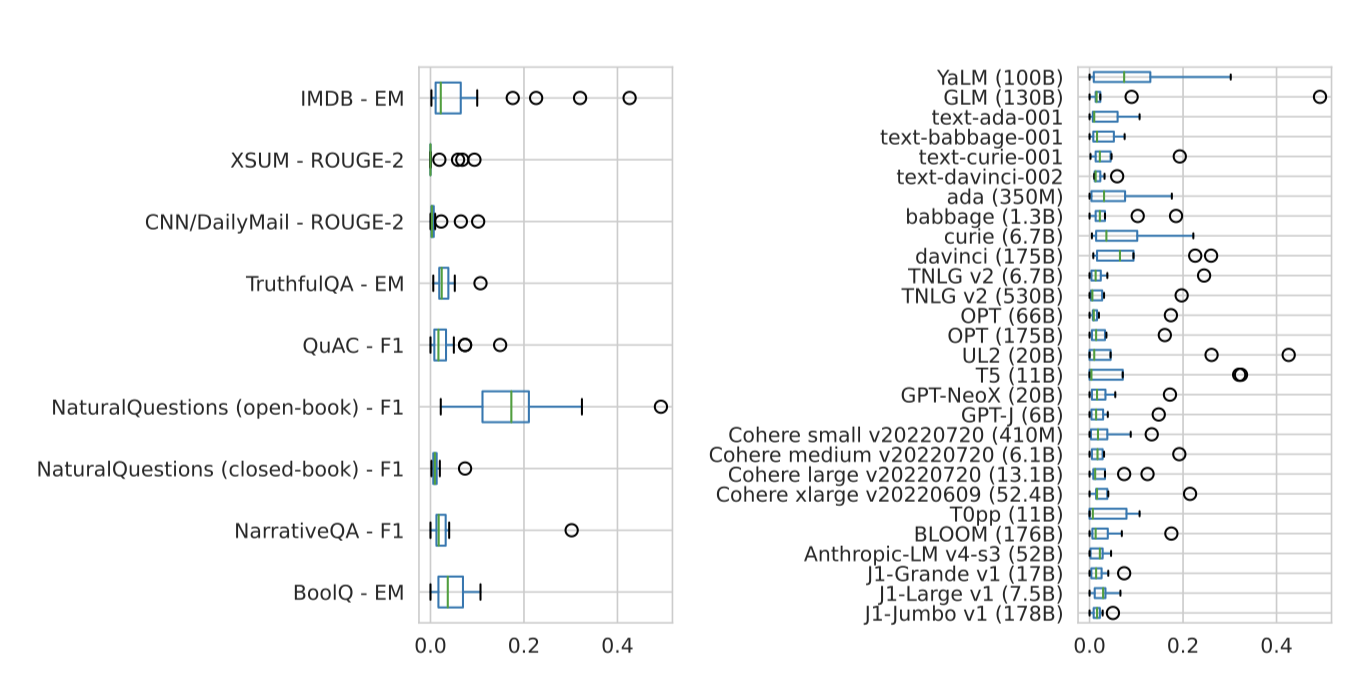 IMDB - EM
XSUM - ROUGE-2
CNN/DailyMail - ROUGE-2
TruthfulQA - EM
QuAC - F1
NaturalQuestions (open-book) - F1
NaturalQuestions (closed-book) - F1
NarrativeQA - F1
BoolQ - EM
0.0 0.2 0.4
YaLM (100B)
GLM (130B)
text-ada-001
text-babbage-001
text-curie-001
text-davinci-002
ada (350M)
babbage (1.3B)
curie (6.7B)
davinci (175B)
TNLG v2 (6.7B)
TNLG v2 (530B)
OPT (66B)
OPT (175B)
UL2 (20B)
T5 (11B)
GPT-NeoX (20B)
GPT-J (6B)
Cohere small v20220720 (410M)
Cohere medium v20220720 (6.1B)
Cohere large v20220720 (13.1B)
Cohere xlarge v20220609 (52.4B)
T0pp (11B)
BLOOM (176B)
Anthropic-LM v4-s3 (52B)
J1-Grande v1 (17B)
J1-Large v1 (7.5B)
J1-Jumbo v1 (178B)
0.0 0.2 0.4